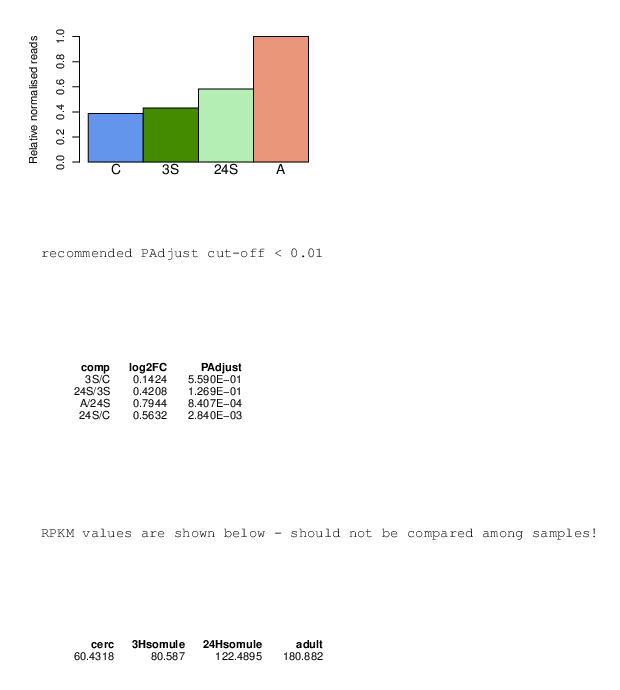 Relative normalised reads
1.0
0.8
0.6
0.4
0.2
0.0
C 3S 24S A
recommended PAdjust cut-off < 0.01
comp log2FC PAdjust
3S/C 0.1424 5.590E−01
24S/3S 0.4208 1.269E−01
A/24S 0.7944 8.407E−04
24S/C 0.5632 2.840E−03
RPKM values are shown below - should not be compared among samples!
cerc 3Hsomule 24Hsomule adult
60.4318 80.587 122.4895 180.882